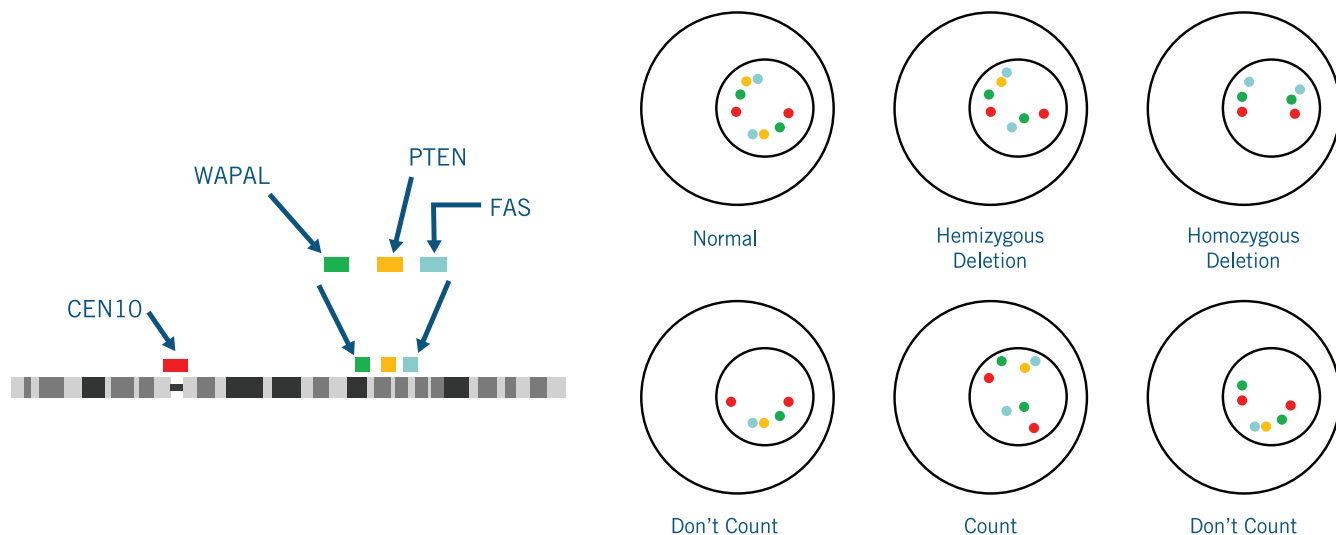 PTEN
WAPAL
FAS
CEN10
Normal
Hemizygous
Deletion
Homozygous
Deletion
Don't Count
Count
Don't Count